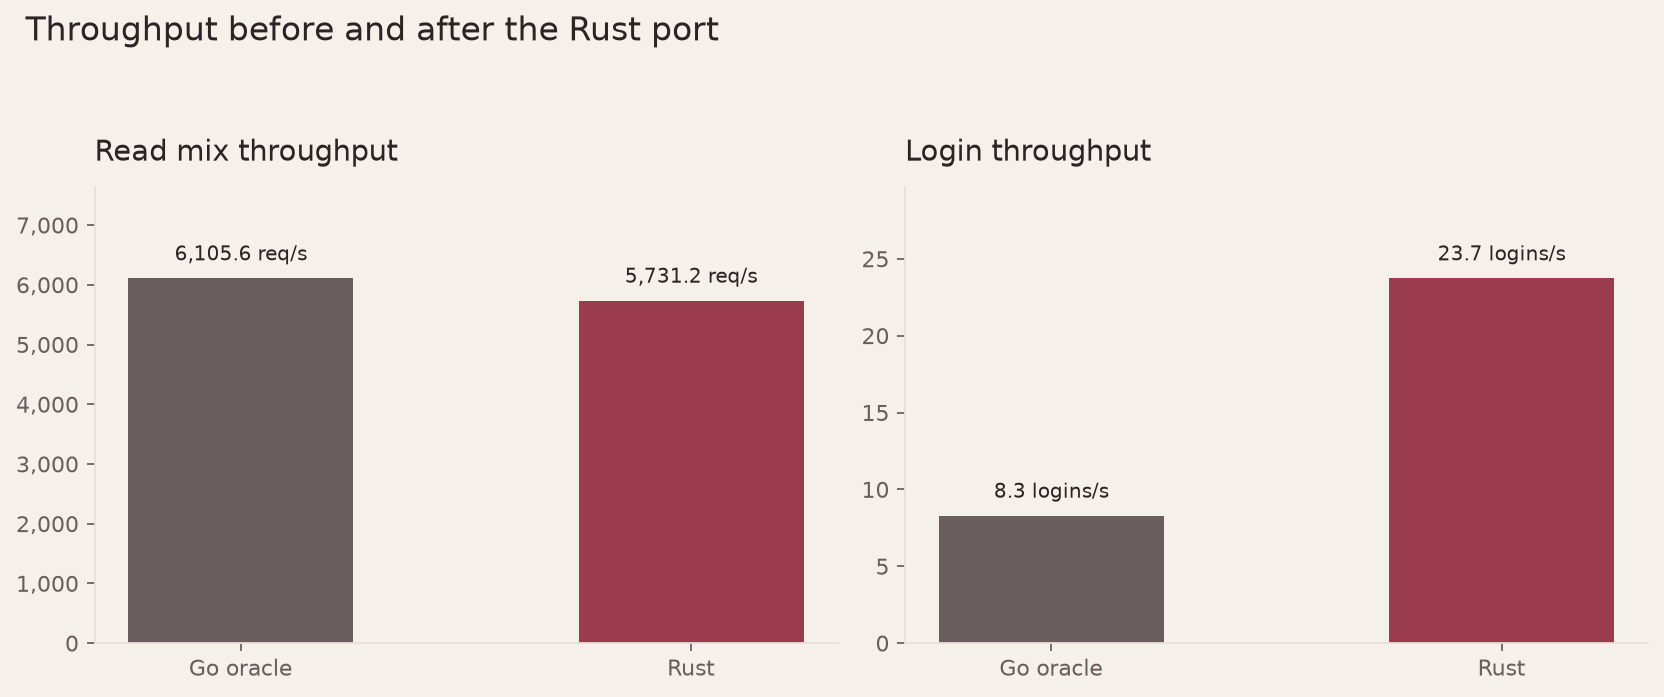 Throughput before and after the Rust port
Read mix throughput
7,000
6,000
5,000
4,000
3,000
2,000
1,000
0
6,105.6 req/s
5,731.2 req/s
Go oracle
Rust
Login throughput
25
20
15
10
5
0
8.3 logins/s
23.7 logins/s
Go oracle
Rust